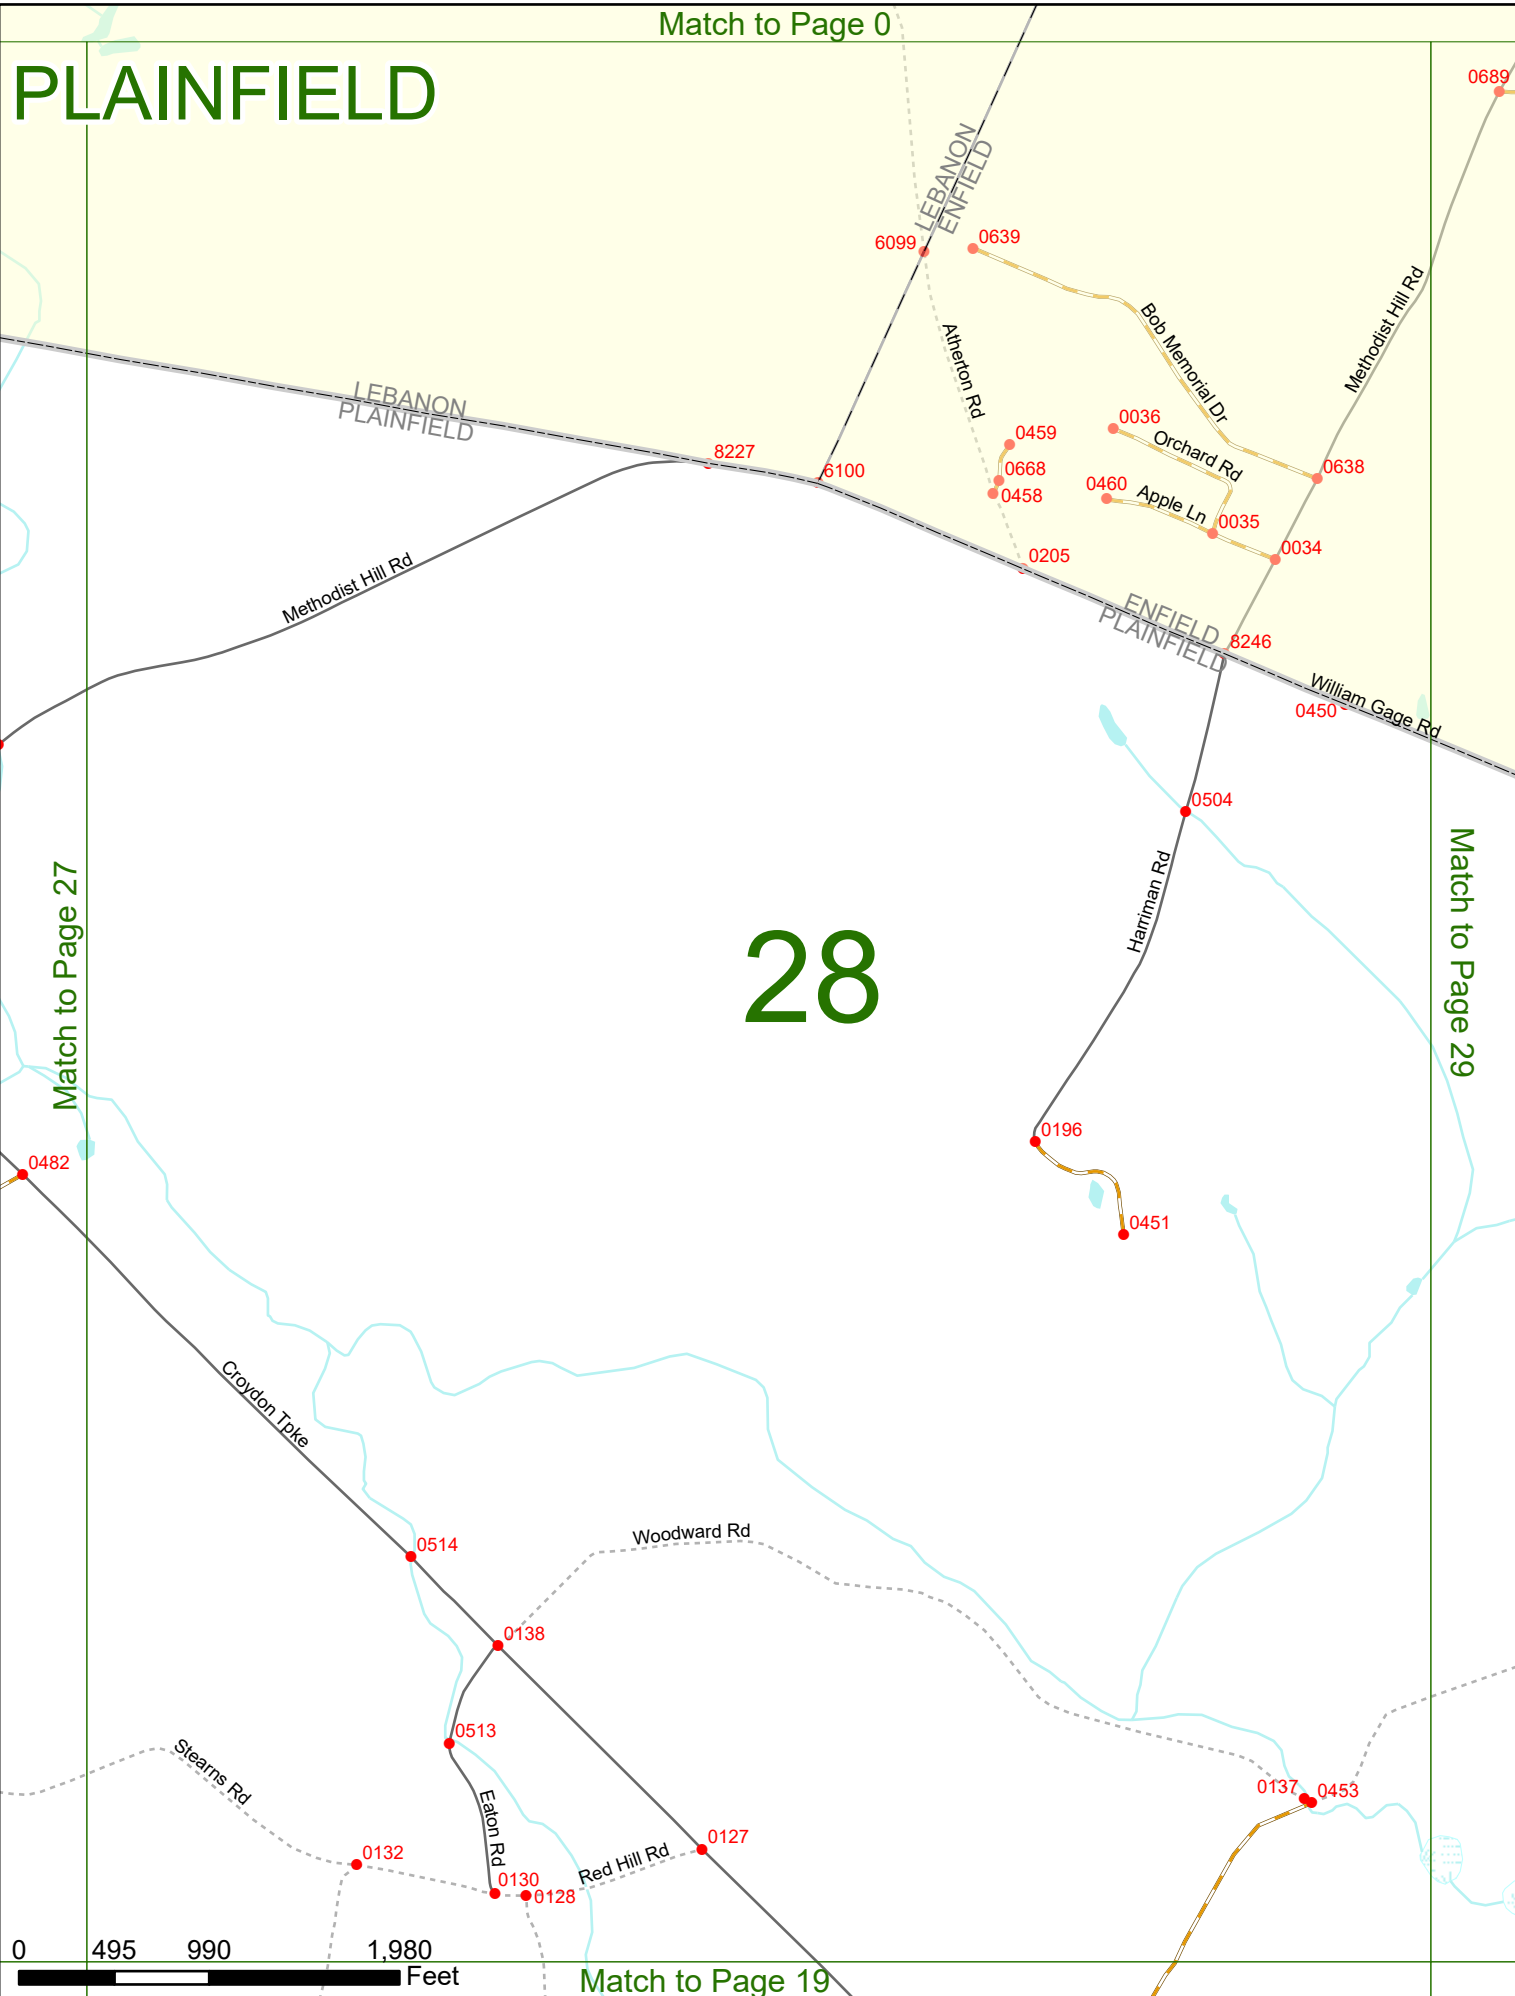 Match to Page 0
PLAINFIELD
0689
LEBANON
ENFIELD
6099
0639
Methodist Hill Rd
Bob Memorial Dr
Atherton Rd
LEBANON
PLAINFIELD
0036
0459
Orchard Rd
8227
6100
0668
0638
0458
0460
Apple Ln
0035
0034
0205
Methodist Hill Rd
ENFIELD
PLAINFIELD
8246
William Gage Rd
0450
0504
Harriman Rd
Match to Page 27
28
Match to Page 29
0196
0482
0451
Croydon Tpke
Woodward Rd
0514
0138
0513
Stearns Rd
0137
0453
Eaton Rd
0127
0132
Red Hill Rd
0130
0128
0 495 990 1,980
Feet
Match to Page 19